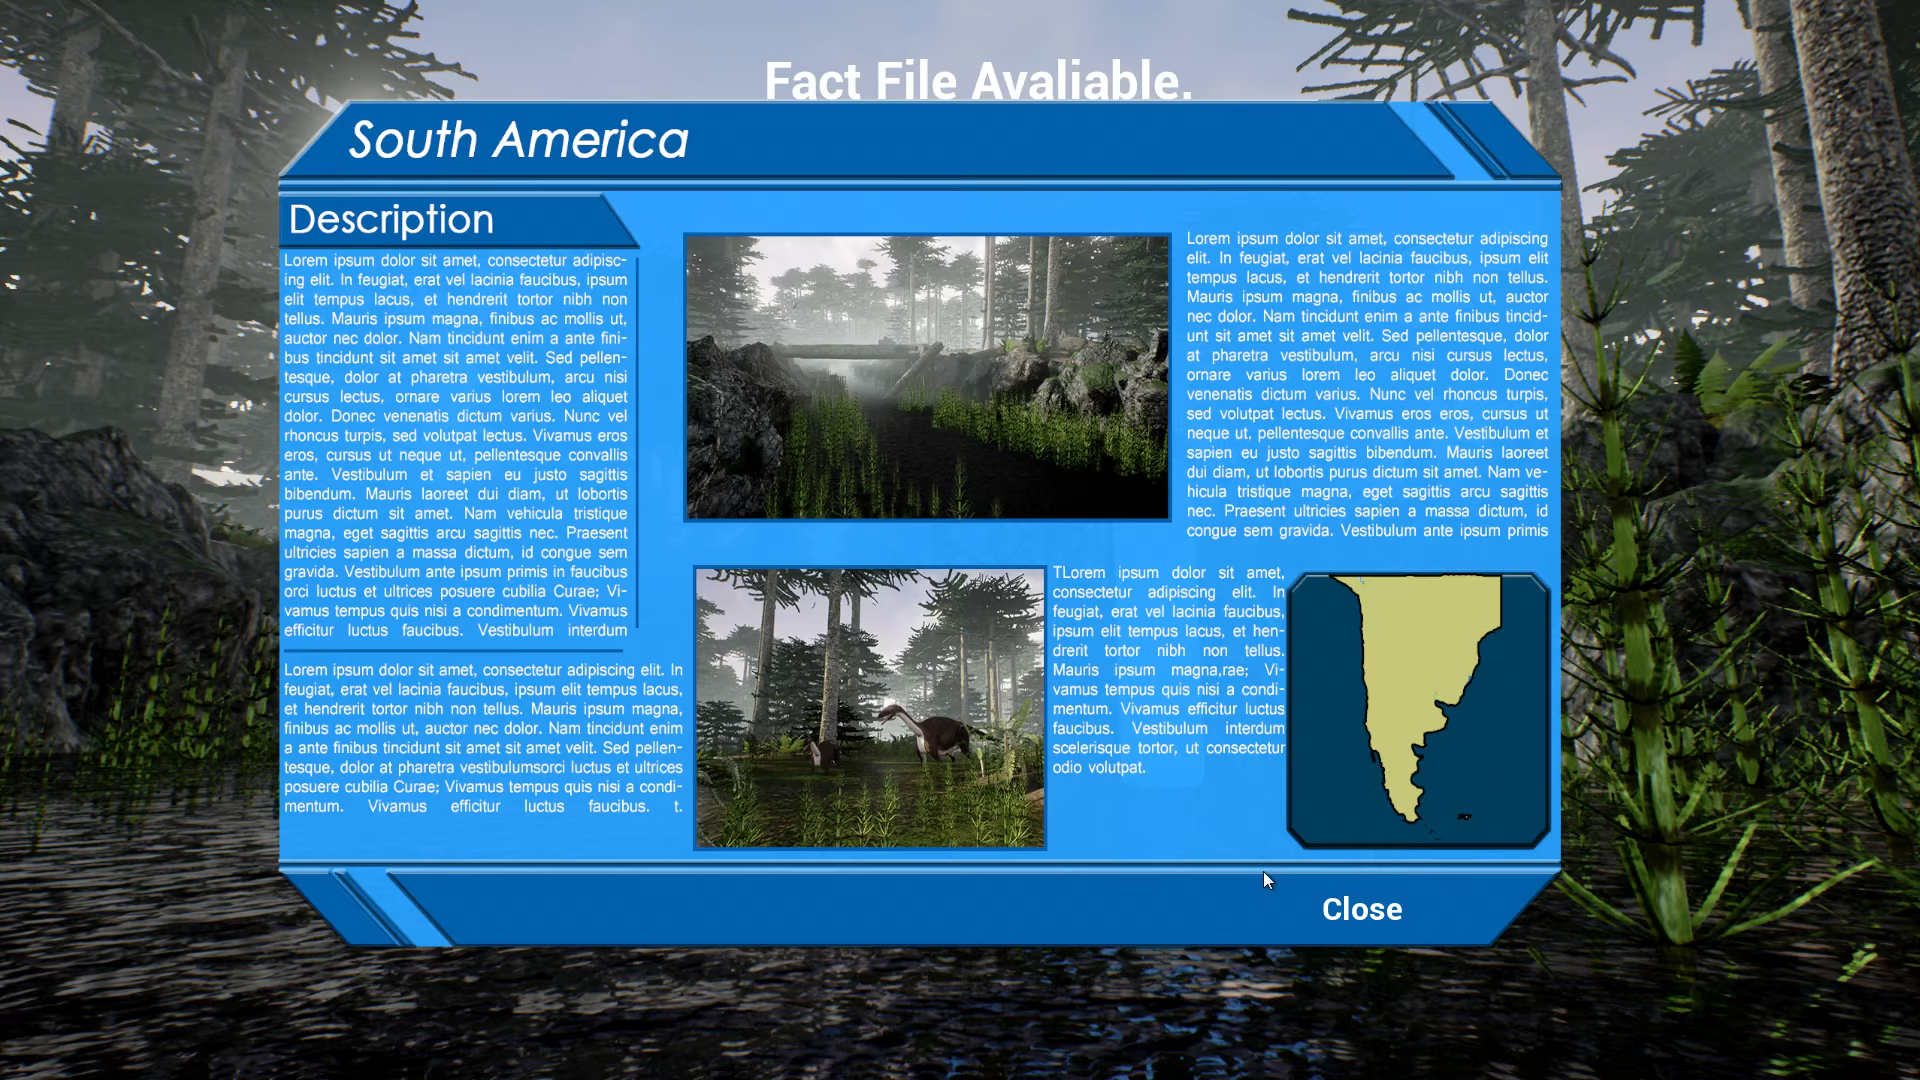 Fact File Avaliable.
South America
Description
Lorem ipsum dolor sit amet, consectetur adipisc-
ing elit. In feugiat, erat vel lacinia faucibus, ipsum
elit tempus lacus, et hendrerit tortor nibh non
tellus. Mauris ipsum magna, finibus ac mollis ut,
auctor nec dolor. Nam tincidunt enim a ante fini-
bus tincidunt sit amet sit amet velit. Sed pellen-
tesque, dolor at pharetra vestibulum, arcu nisi
cursus lectus, ornare varius lorem leo aliquet
dolor. Donec venenatis dictum varius. Nunc vel
rhoncus turpis, sed volutpat lectus. Vivamus eros
eros, cursus ut neque ut, pellentesque convallis
ante. Vestibulum et sapien eu justo sagittis
bibendum. Mauris laoreet dui diam, ut lobortis
purus dictum sit amet. Nam vehicula tristique
magna, eget sagittis arcu sagittis nec. Praesent
ultricies sapien a massa dictum, id congue sem
gravida. Vestibulum ante ipsum primis in faucibus
orci luctus et ultrices posuere cubilia Curae; Vi-
vamus tempus quis nisi a condimentum. Vivamus
efficitur luctus faucibus. Vestibulum interdum
Lorem ipsum dolor sit amet, consectetur adipiscing elit. In
feugiat, erat vel lacinia faucibus, ipsum elit tempus lacus,
et hendrerit tortor nibh non tellus. Mauris ipsum magna,
finibus ac mollis ut, auctor nec dolor. Nam tincidunt enim
a ante finibus tincidunt sit amet sit amet velit. Sed pellen-
tesque, dolor at pharetra vestibulumsorci luctus et ultrices
posuere cubilia Curae; Vivamus tempus quis nisi a condi-
mentum. Vivamus efficitur luctus faucibus. t.
Lorem ipsum dolor sit amet, consectetur adipiscing
elit. In feugiat, erat vel lacinia faucibus, ipsum elit
tempus lacus, et hendrerit tortor nibh non tellus.
Mauris ipsum magna, finibus ac mollis ut, auctor
nec dolor. Nam tincidunt enim a ante finibus tincid-
unt sit amet sit amet velit. Sed pellentesque, dolor
at pharetra vestibulum, arcu nisi cursus lectus,
ornare varius lorem leo aliquet dolor. Donec
venenatis dictum varius. Nunc vel rhoncus turpis,
sed volutpat lectus. Vivamus eros eros, cursus ut
neque ut, pellentesque convallis ante. Vestibulum et
sapien eu justo sagittis bibendum. Mauris laoreet
dui diam, ut lobortis purus dictum sit amet. Nam ve-
hicula tristique magna, eget sagittis arcu sagittis
nec. Praesent ultricies sapien a massa dictum, id
congue sem gravida. Vestibulum ante ipsum primis
TLorem ipsum dolor sit amet,
consectetur adipiscing elit. In
feugiat, erat vel lacinia faucibus,
ipsum elit tempus lacus, et hen-
drerit tortor nibh non tellus.
Mauris ipsum magna,rae; Vi-
vamus tempus quis nisi a condi-
mentum. Vivamus efficitur luctus
faucibus. Vestibulum interdum
scelerisque tortor, ut consectetur
odio volutpat.
Close